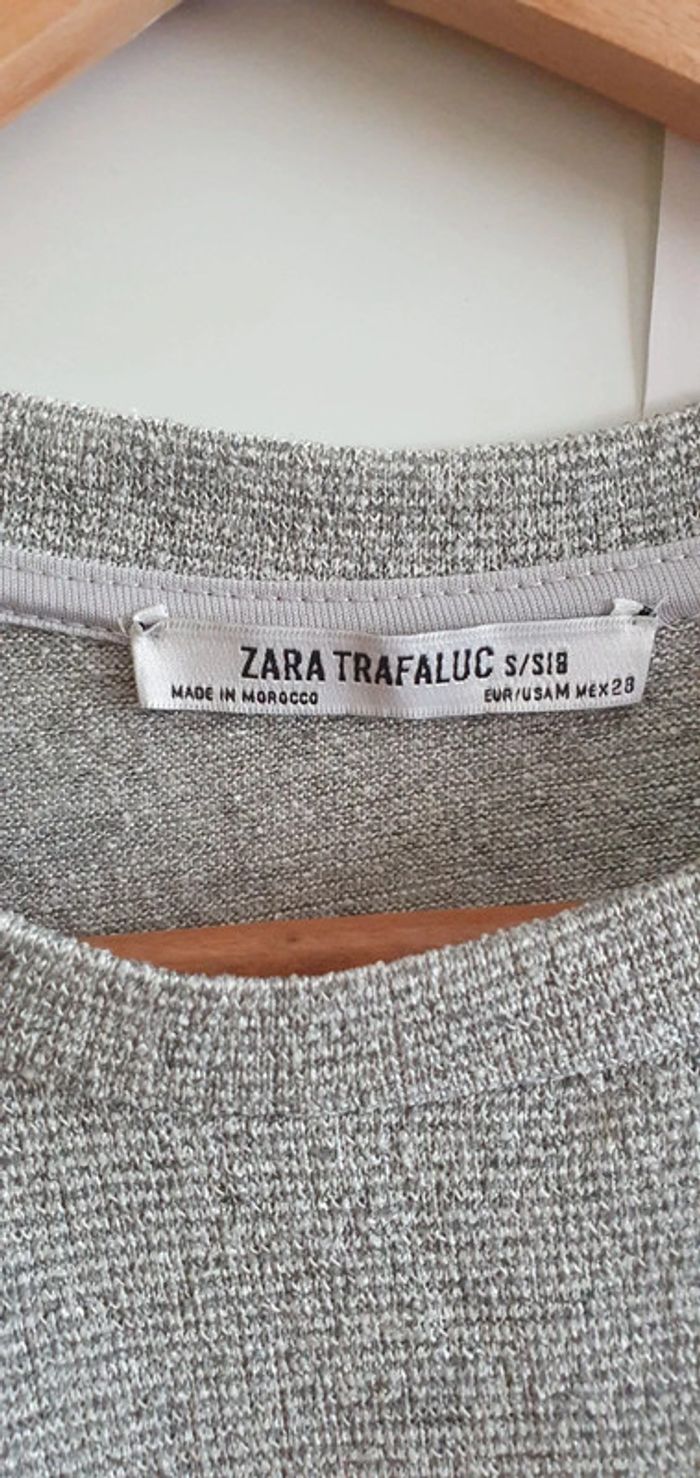 ZARA TRAFALUC S/S18
MADE IN MOROCCO EUR/USA M MEX 28